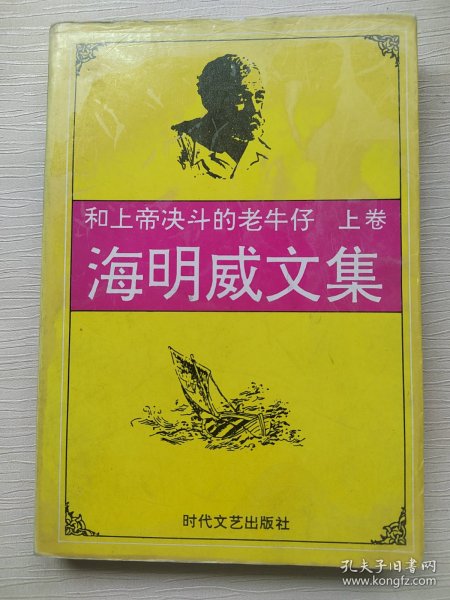 和上帝决斗的老牛仔 上卷
海明威文集
时代文艺出版社
孔夫子旧书网
www.kongfz.com